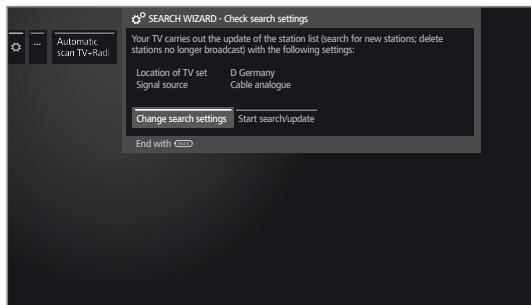 SEARCH WIZARD - Check search settings
...
Automatic
scan TV+Radi
Your TV carries out the update of the station list (search for new stations; delete
stations no longer broadcast) with the following settings:
Location of TV set D Germany
Signal source Cable analogue
Change search settings Start search/update
End with BACK